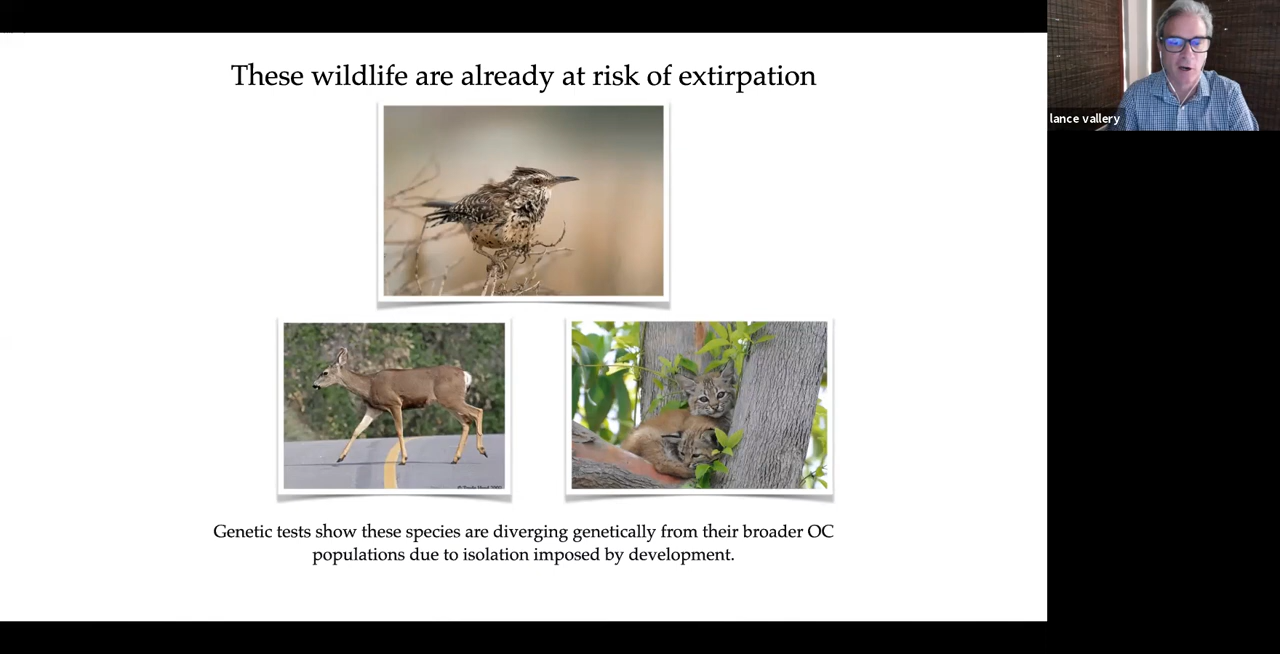 These wildlife are already at risk of extirpation
lance vallery
Genetic tests show these species are diverging genetically from their broader OC
populations due to isolation imposed by development.